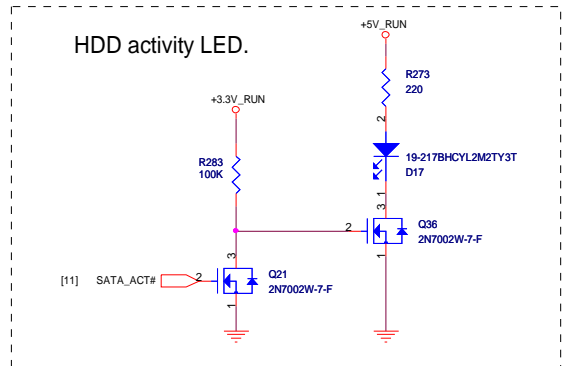 HDD activity LED.
+5V_RUN
R273
220
+3.3V_RUN
2
R283
100K
19-217BHCYL2M2TY3T
D17
1
3
2
Q36
2N7002W-7-F
1
3
[11] SATA_ACT#
2
Q21
2N7002W-7-F
1